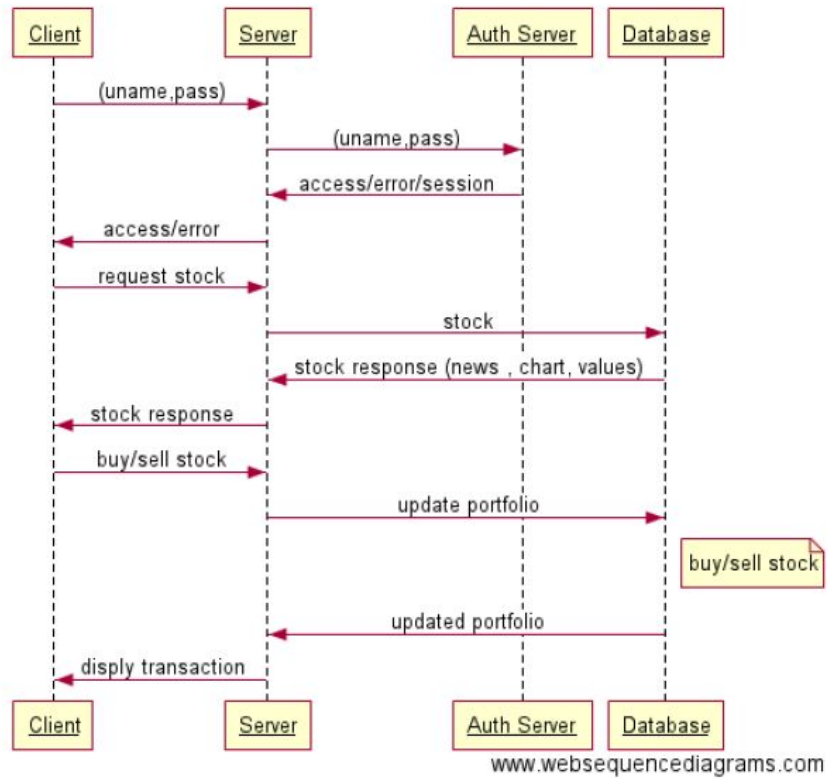 Client
Server
Auth Server
Database
(uname,pass)
(uname,pass)
access/error/session
access/error
request stock
stock
stock response (news , chart, values)
stock response
buy/sell stock
update portfolio
buy/sell stock
updated portfolio
disply transaction
Client
Server
Auth Server
Database
www.websequencediagrams.com